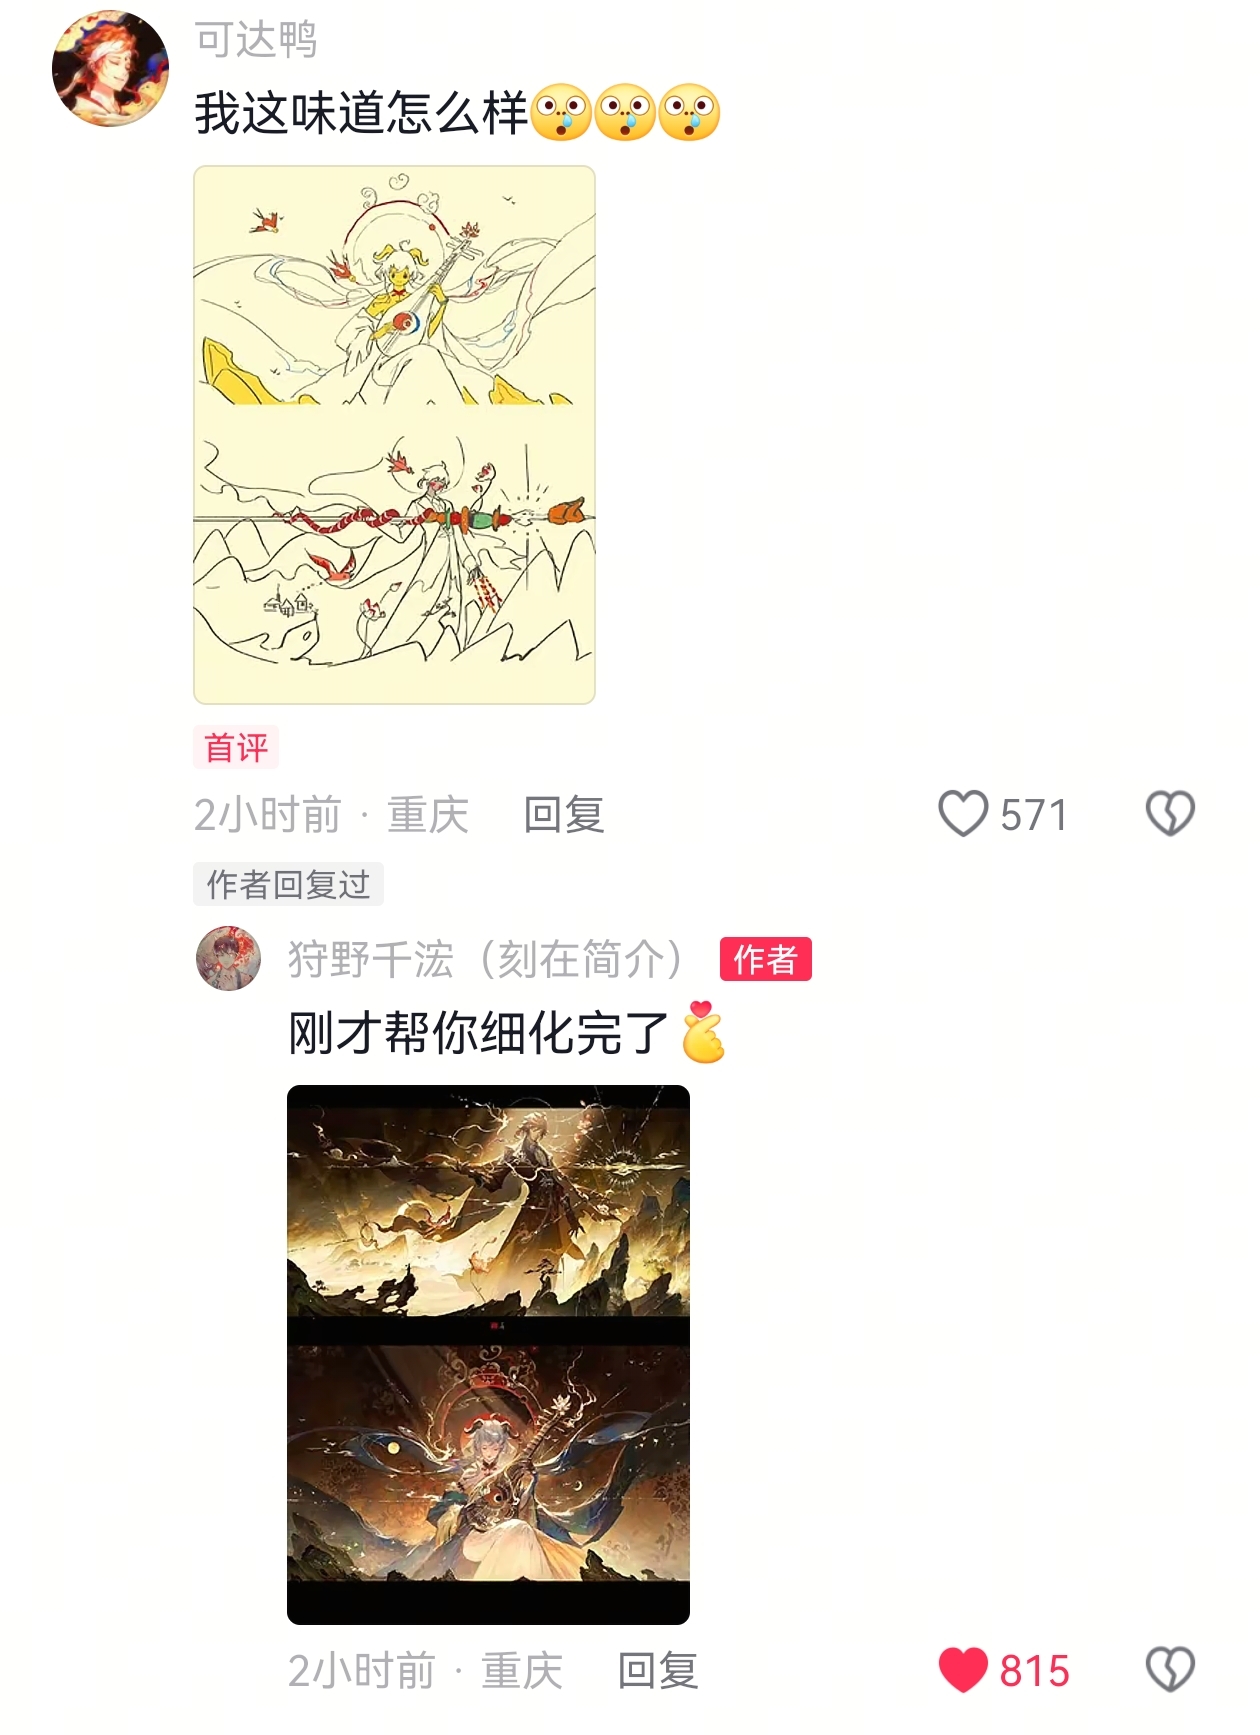 可达鸭
我这味道怎么样😲😲😲
首评
2小时前 · 重庆 回复 571
作者回复过
狩野千浤（刻在简介） 作者
刚才帮你细化完了🫰
2小时前 · 重庆 回复 815